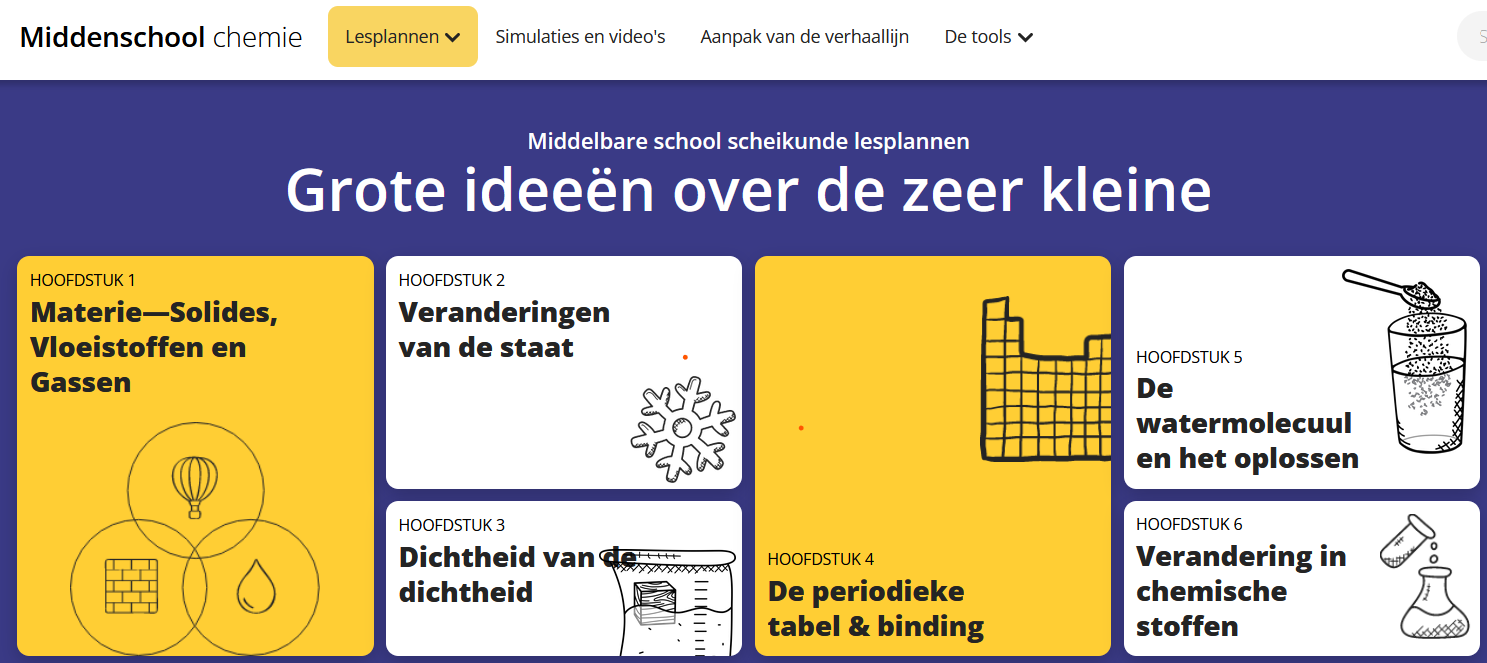 Middenschool chemie
Lesplannen
Simulaties en video's
Aanpak van de verhaallijn
De tools
S
Middelbare school scheikunde lesplannen
Grote ideeën over de zeer kleine
HOOFDSTUK 1
Materie—Solides,
Vloeistoffen en
Gassen
HOOFDSTUK 2
Veranderingen
van de staat
HOOFDSTUK 3
Dichtheid van de
dichtheid
HOOFDSTUK 4
De periodieke
tabel & binding
HOOFDSTUK 5
De
watermolecuul
en het oplossen
HOOFDSTUK 6
Verandering in
chemische
stoffen